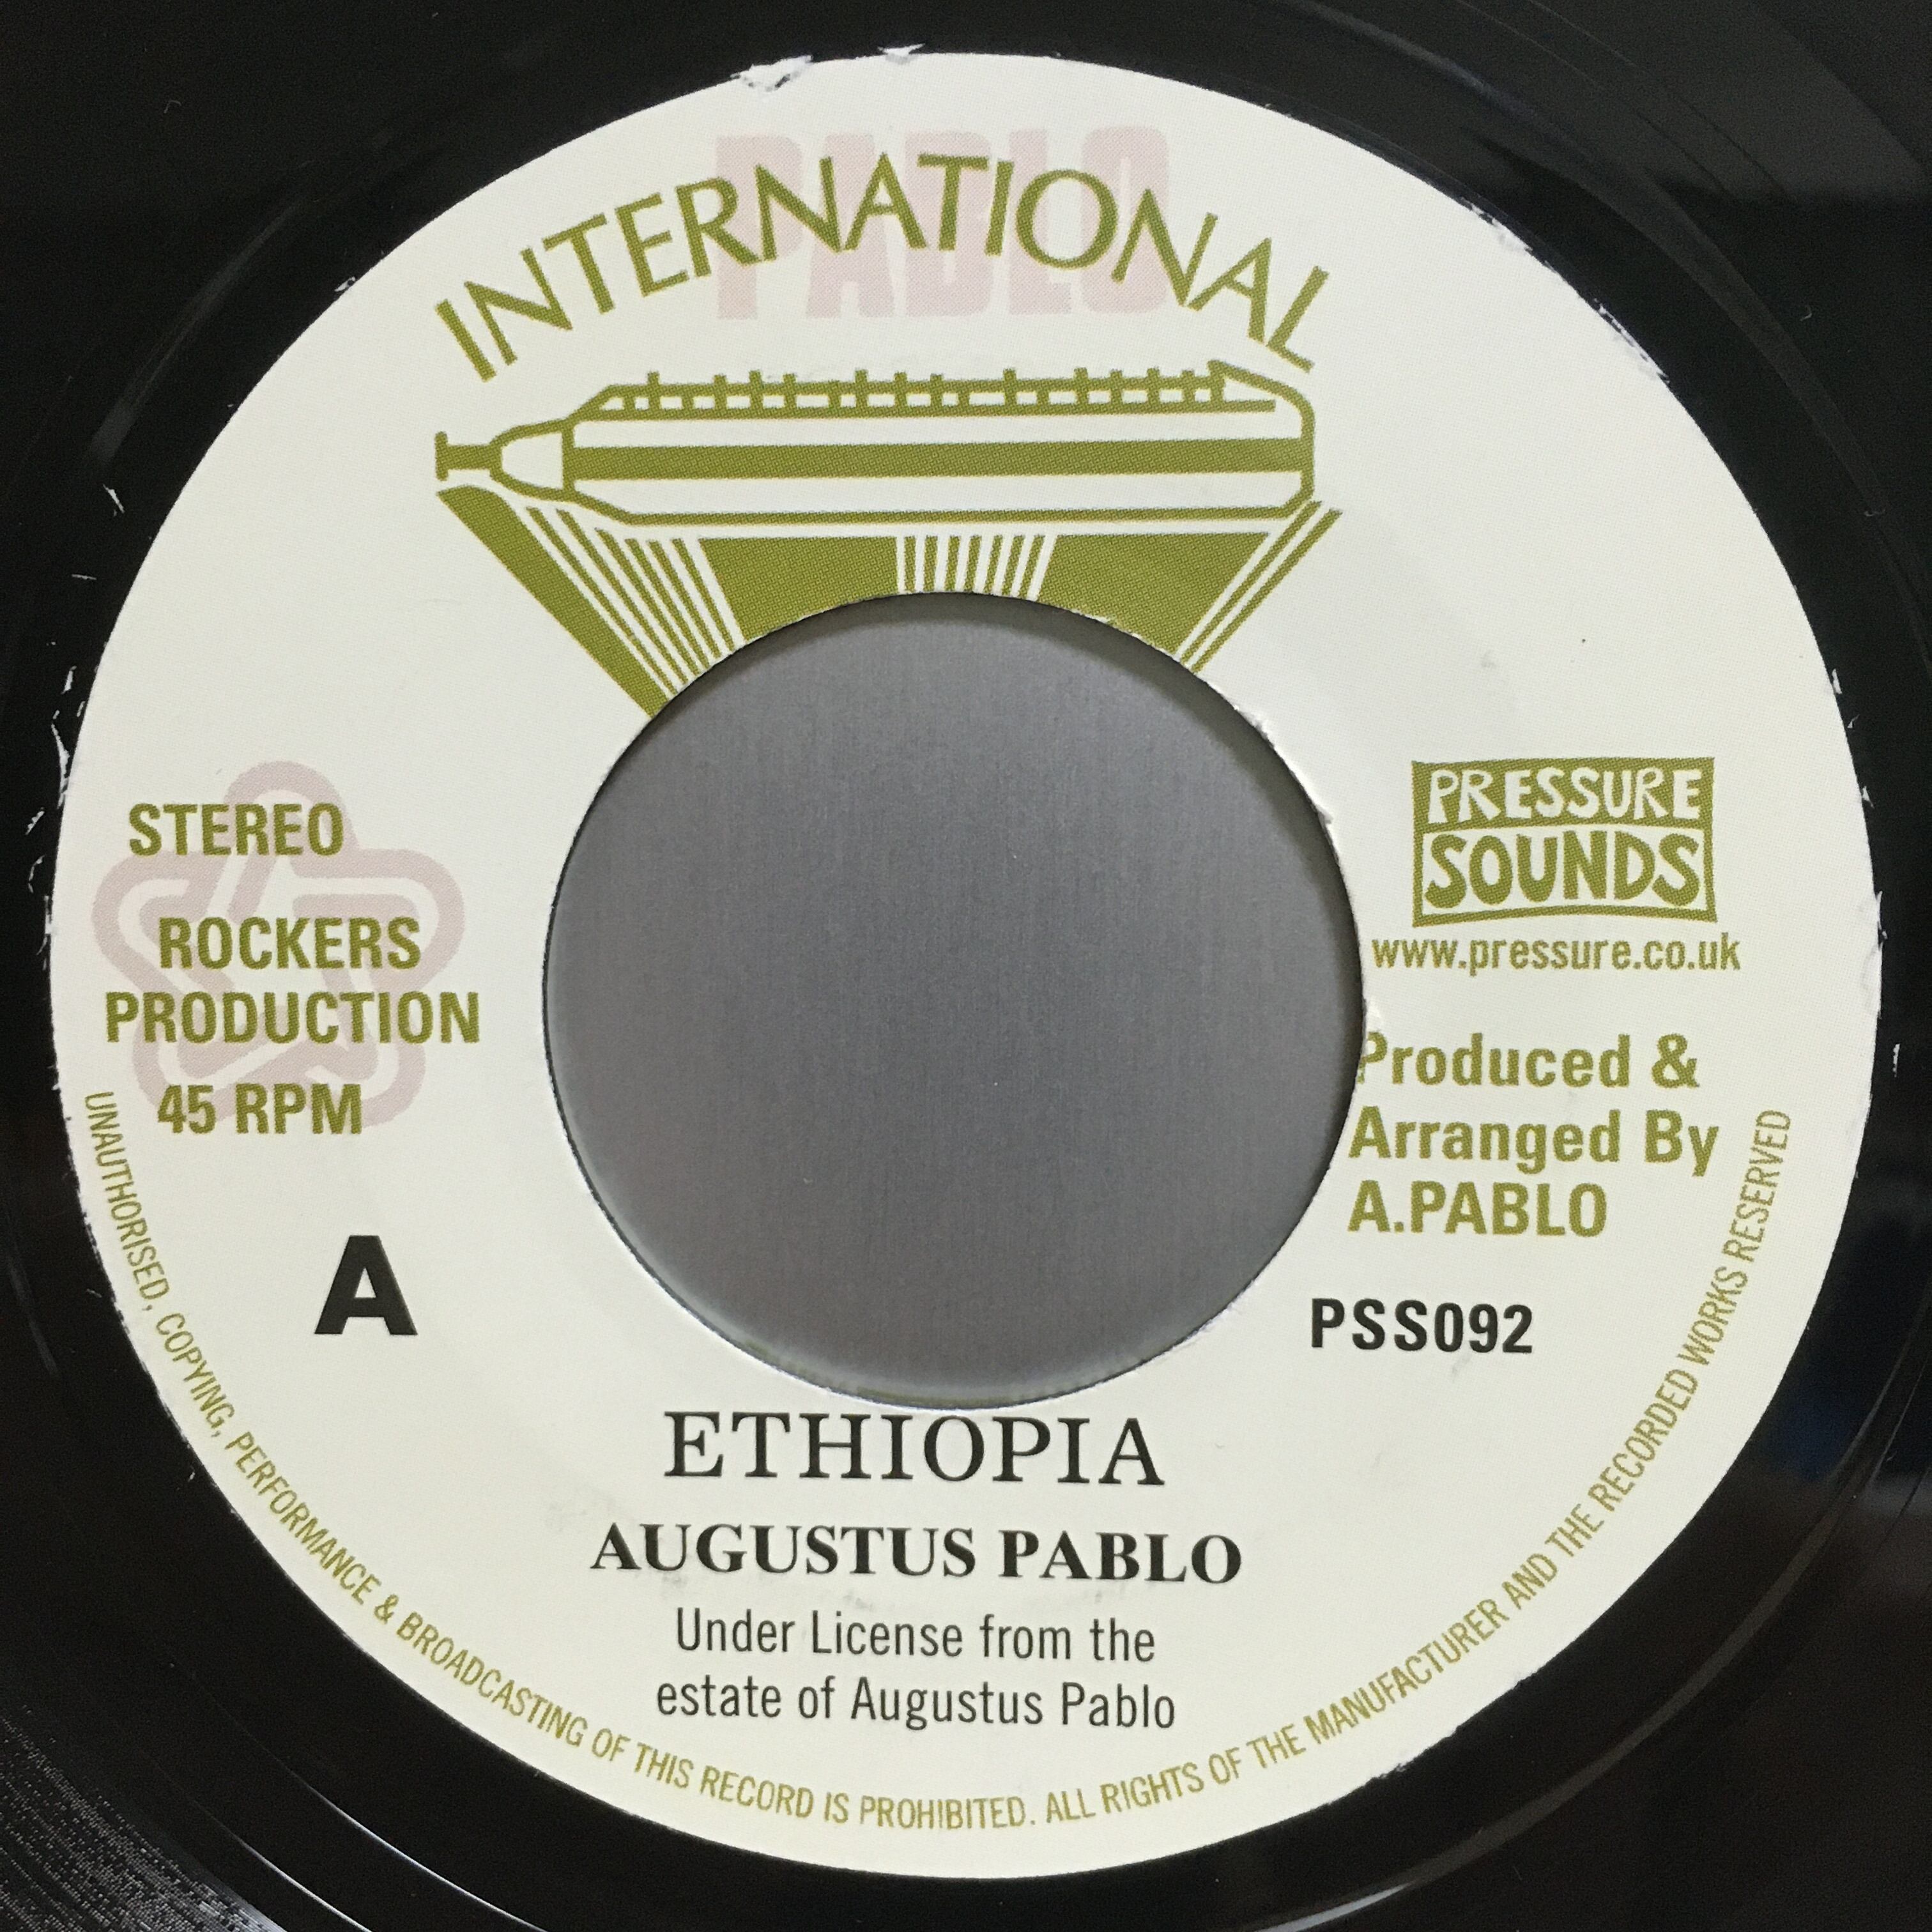 PABLO
INTERNATIONAL
STEREO
ROCKERS
PRODUCTION
45 RPM
A
PRESSURE
SOUNDS
www.pressure.co.uk
Produced &
Arranged By
A.PABLO
PSS092
ETHIOPIA
AUGUSTUS PABLO
Under License from the
estate of Augustus Pablo
UNAUTHORISED, COPYING, PERFORMANCE & BROADCASTING OF THIS RECORD IS PROHIBITED. ALL RIGHTS OF THE MANUFACTURER AND THE RECORDED WORKS RESERVED